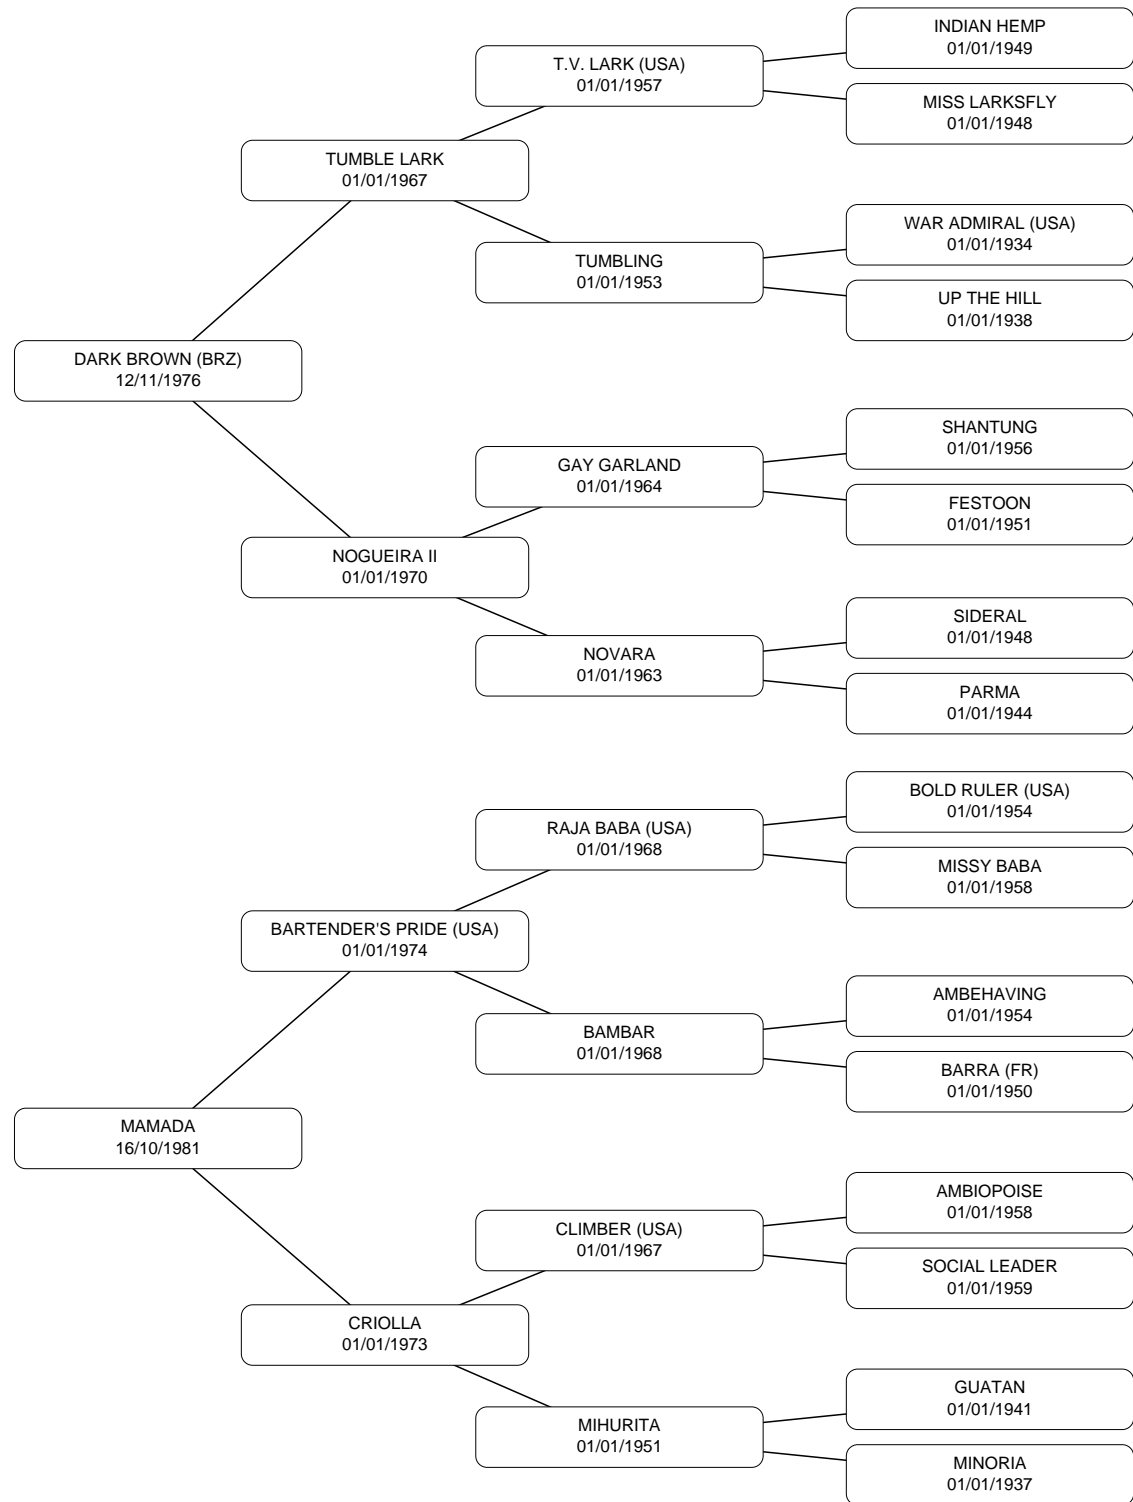 INDIAN HEMP
01/01/1949
T.V. LARK (USA)
01/01/1957
MISS LARKSFLY
01/01/1948
TUMBLE LARK
01/01/1967
WAR ADMIRAL (USA)
01/01/1934
TUMBLING
01/01/1953
UP THE HILL
01/01/1938
DARK BROWN (BRZ)
12/11/1976
SHANTUNG
01/01/1956
GAY GARLAND
01/01/1964
FESTOON
01/01/1951
NOGUEIRA II
01/01/1970
SIDERAL
01/01/1948
NOVARA
01/01/1963
PARMA
01/01/1944
BOLD RULER (USA)
01/01/1954
RAJA BABA (USA)
01/01/1968
MISSY BABA
01/01/1958
BARTENDER'S PRIDE (USA)
01/01/1974
AMBEHAVING
01/01/1954
BAMBAR
01/01/1968
BARRA (FR)
01/01/1950
MAMADA
16/10/1981
AMBIOPOISE
01/01/1958
CLIMBER (USA)
01/01/1967
SOCIAL LEADER
01/01/1959
CRIOLLA
01/01/1973
GUATAN
01/01/1941
MIHURITA
01/01/1951
MINORIA
01/01/1937